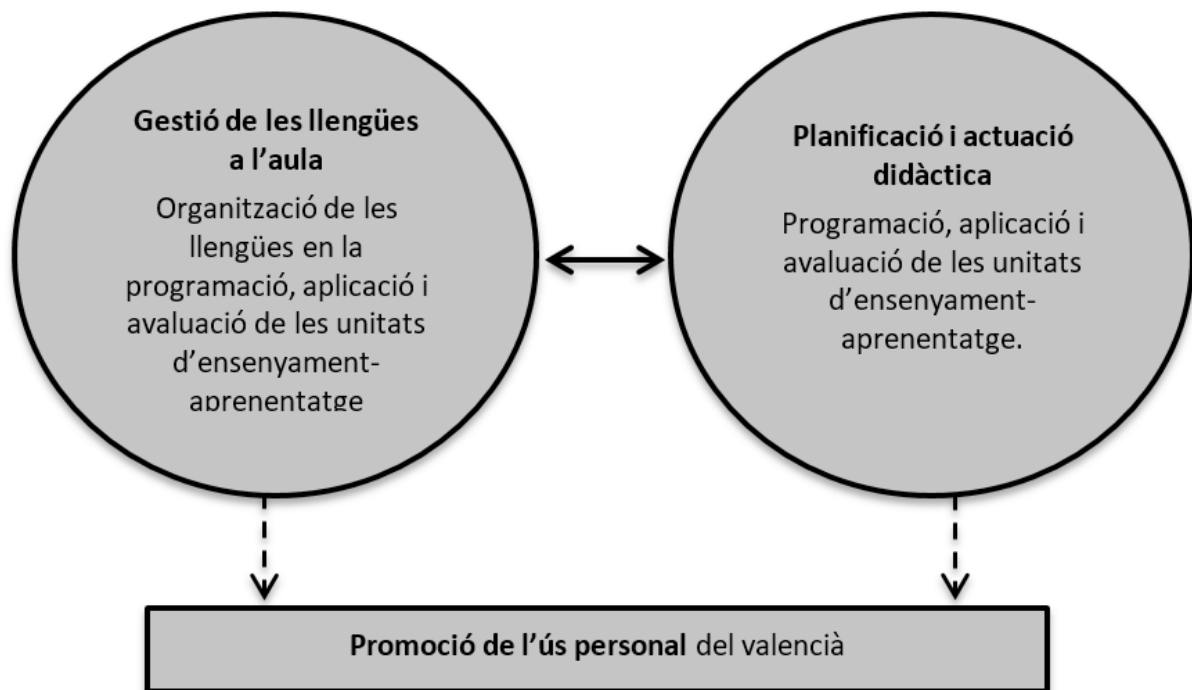 Gestió de les llengües
a l’aula
Organització de les
llengües en la
programació, aplicació i
avaluació de les unitats
d’ensenyament-
aprenentatge
Planificació i actuació
didàctica
Programació, aplicació i
avaluació de les unitats
d’ensenyament-
aprenentatge.
Promoció de l’ús personal del valencià